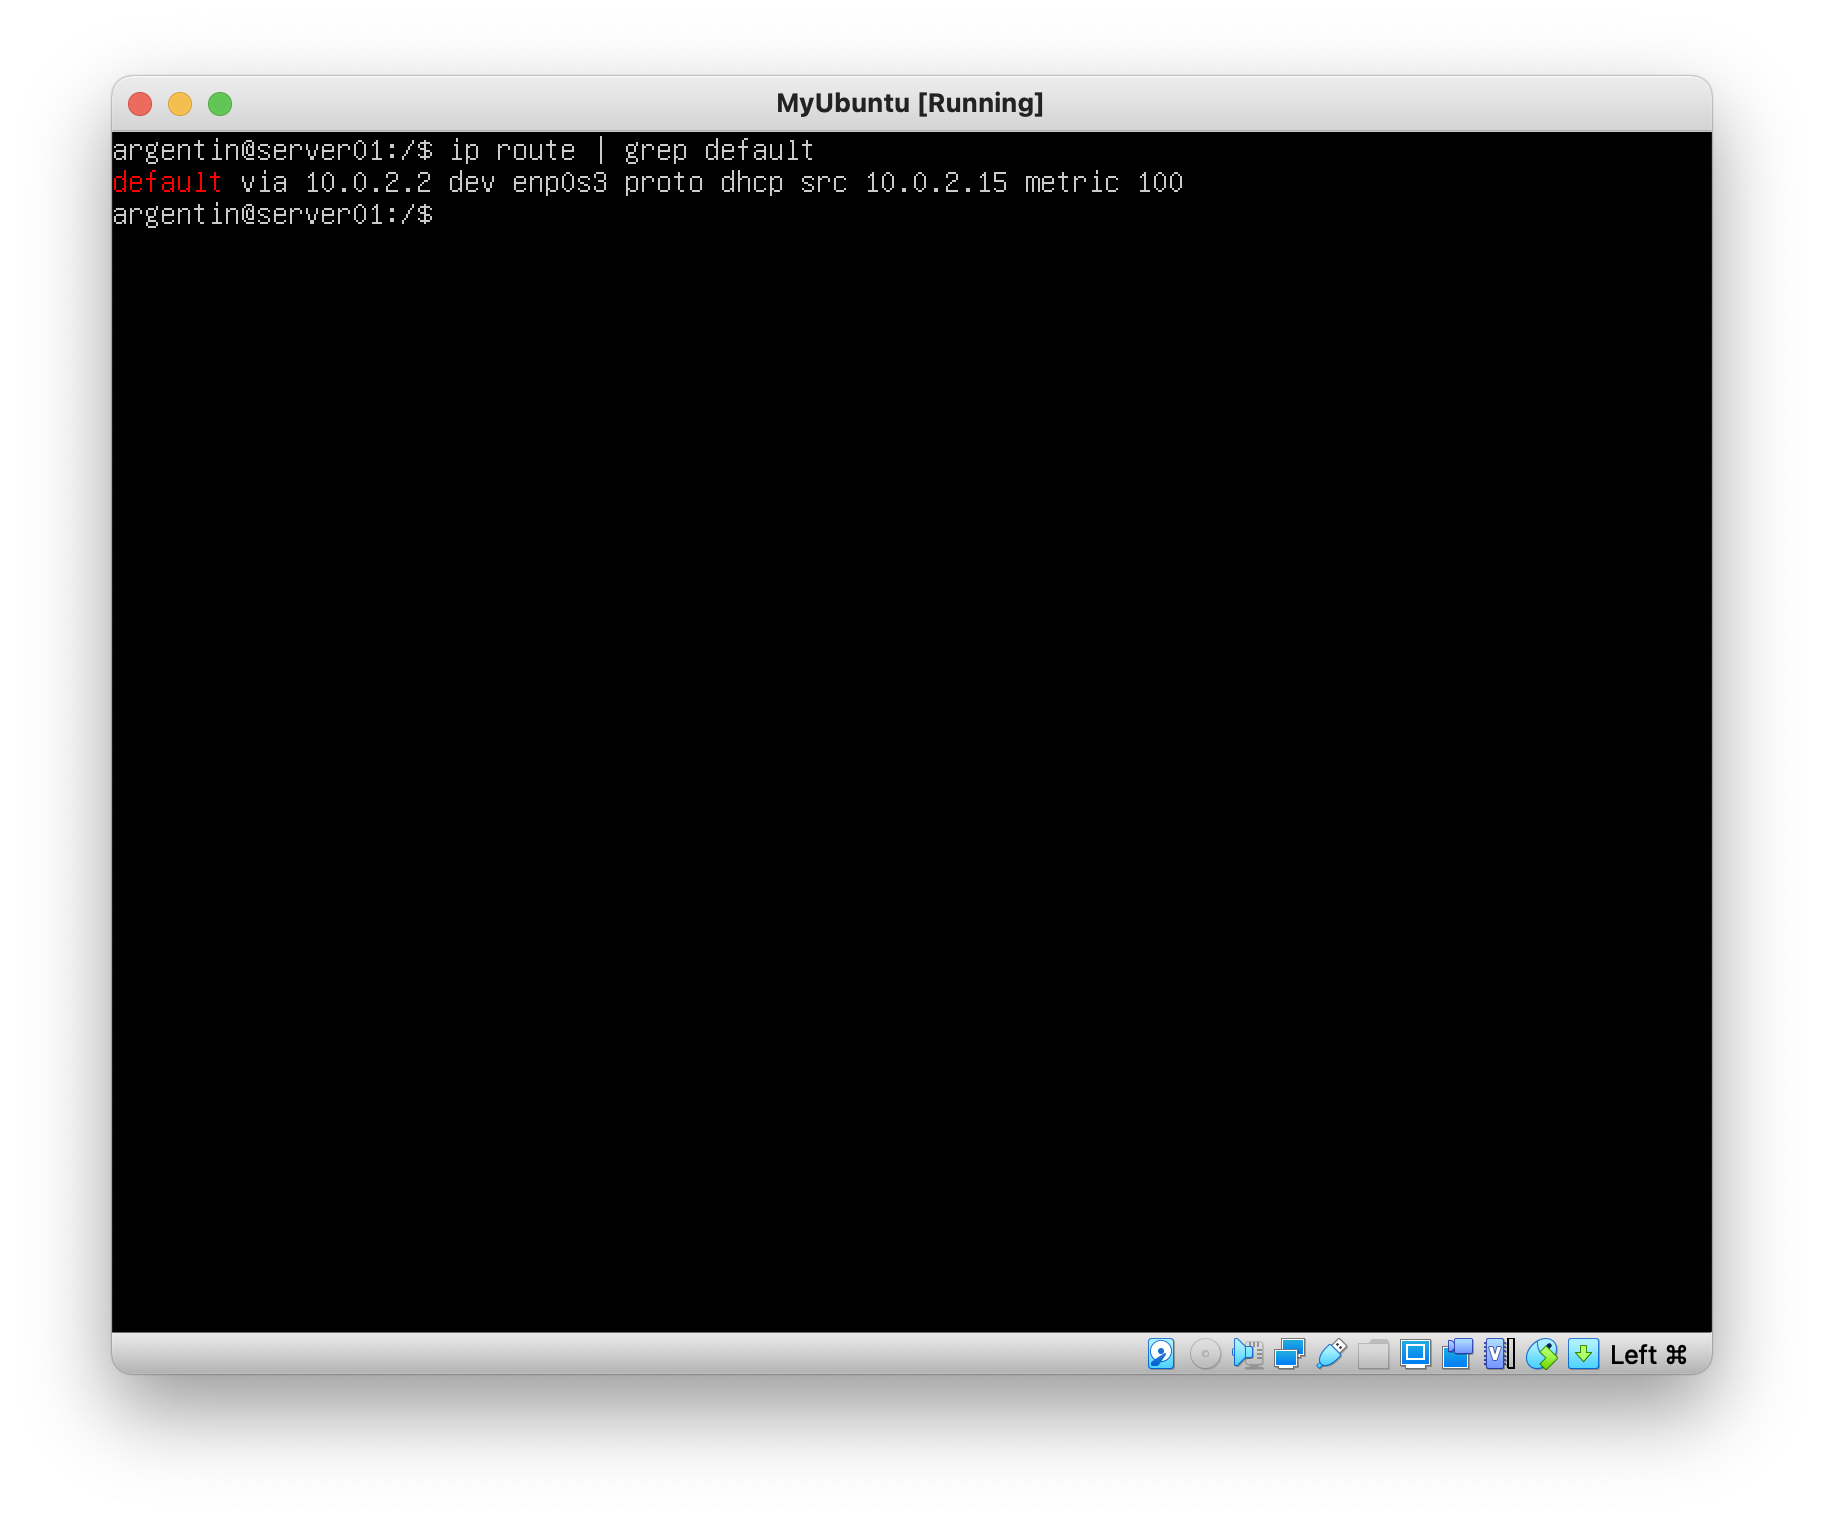 MyUbuntu [Running]
argentin@server01:/$ ip route | grep default
default via 10.0.2.2 dev enp0s3 proto dhcp src 10.0.2.15 metric 100
argentin@server01:/$
Left ⌘